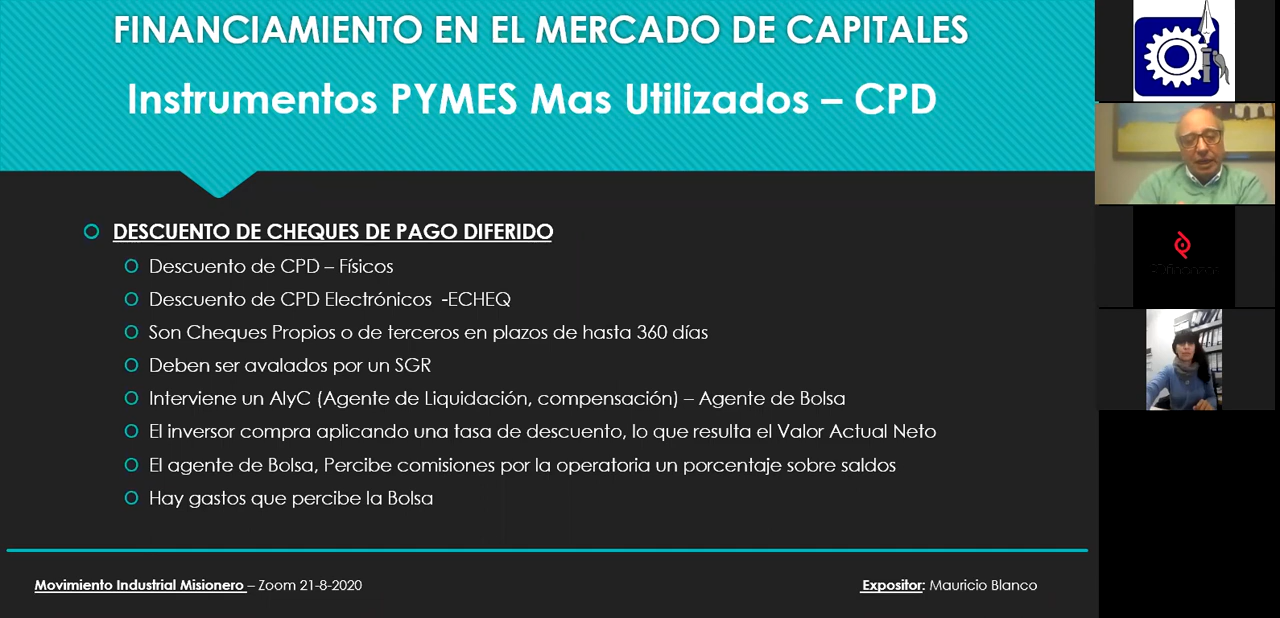 FINANCIAMIENTO EN EL MERCADO DE CAPITALES
Instrumentos PYMES Mas Utilizados – CPD
DESCUENTO DE CHEQUES DE PAGO DIFERIDO
Descuento de CPD – Físicos
Descuento de CPD Electrónicos -ECHEQ
Son Cheques Propios o de terceros en plazos de hasta 360 días
Deben ser avalados por un SGR
Interviene un AlyC (Agente de Liquidación, compensación) – Agente de Bolsa
El inversor compra aplicando una tasa de descuento, lo que resulta el Valor Actual Neto
El agente de Bolsa, Percibe comisiones por la operatoria un porcentaje sobre saldos
Hay gastos que percibe la Bolsa
Movimiento Industrial Misionero – Zoom 21-8-2020
Expositor: Mauricio Blanco